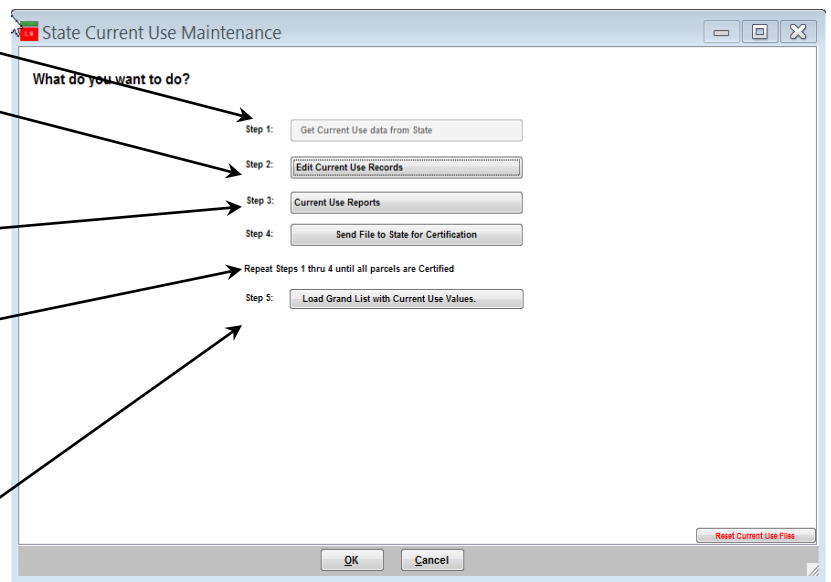 State Current Use Maintenance
What do you want to do?
Step 1: Get Current Use data from State
Step 2: Edit Current Use Records
Step 3: Current Use Reports
Step 4: Send File to State for Certification
Repeat Steps 1 thru 4 until all parcels are Certified
Step 5: Load Grand List with Current Use Values.
Reset Current Use Files
OK Cancel